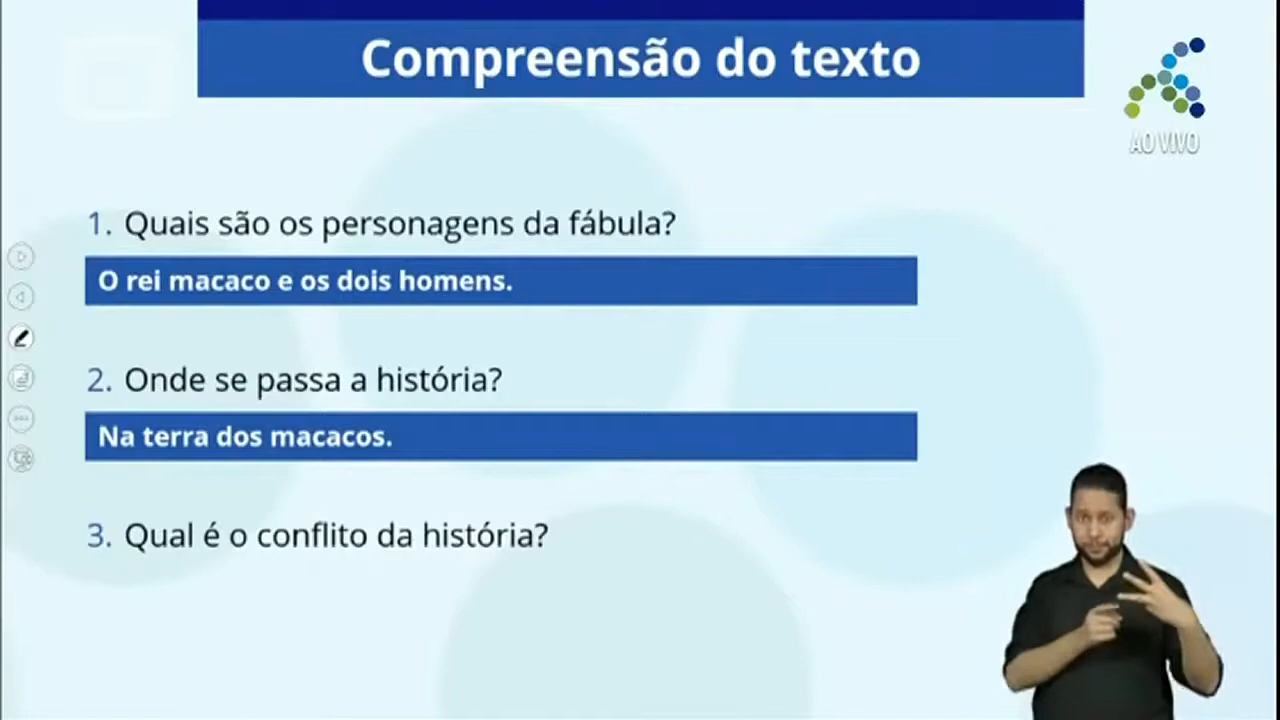 Compreensão do texto
AO VIVO
1. Quais são os personagens da fábula?
O rei macaco e os dois homens.
2. Onde se passa a história?
Na terra dos macacos.
3. Qual é o conflito da história?